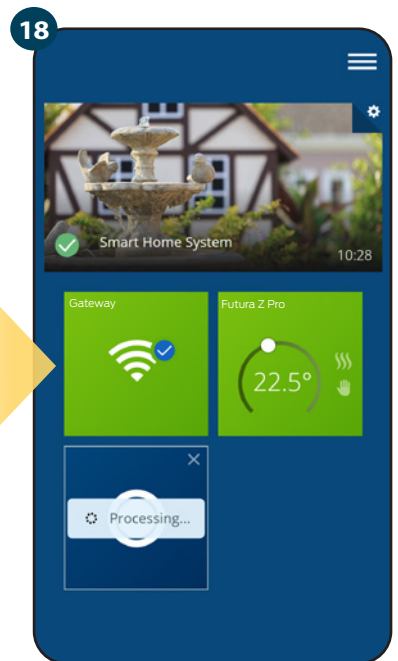 18
Smart Home System
10:28
Gateway
Futura Z Pro
22.5°
Processing...